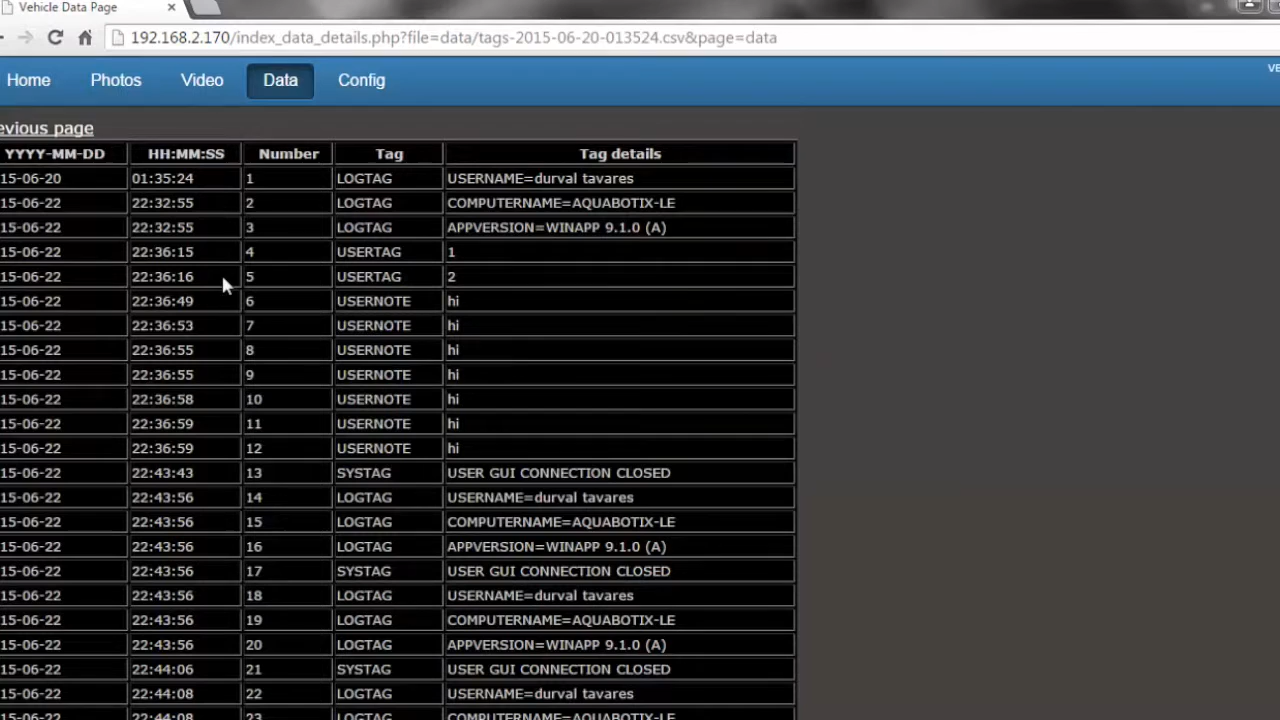 Vehicle Data Page
192.168.2.170/index_data_details.php?file=data/tags-2015-06-20-013524.csv&page=data
Home Photos Video Data Config
VE
evious page
YYYY-MM-DD HH:MM:SS Number Tag Tag details
15-06-20 01:35:24 1 LOGTAG USERNAME=durval tavares
15-06-22 22:32:55 2 LOGTAG COMPUTERNAME=AQUABOTIX-LE
15-06-22 22:32:55 3 LOGTAG APPVERSION=WINAPP 9.1.0 (A)
15-06-22 22:36:15 4 USERTAG 1
15-06-22 22:36:16 5 USERTAG 2
15-06-22 22:36:49 6 USERNOTE hi
15-06-22 22:36:53 7 USERNOTE hi
15-06-22 22:36:55 8 USERNOTE hi
15-06-22 22:36:55 9 USERNOTE hi
15-06-22 22:36:58 10 USERNOTE hi
15-06-22 22:36:59 11 USERNOTE hi
15-06-22 22:36:59 12 USERNOTE hi
15-06-22 22:43:43 13 SYSTAG USER GUI CONNECTION CLOSED
15-06-22 22:43:56 14 LOGTAG USERNAME=durval tavares
15-06-22 22:43:56 15 LOGTAG COMPUTERNAME=AQUABOTIX-LE
15-06-22 22:43:56 16 LOGTAG APPVERSION=WINAPP 9.1.0 (A)
15-06-22 22:43:56 17 SYSTAG USER GUI CONNECTION CLOSED
15-06-22 22:43:56 18 LOGTAG USERNAME=durval tavares
15-06-22 22:43:56 19 LOGTAG COMPUTERNAME=AQUABOTIX-LE
15-06-22 22:43:56 20 LOGTAG APPVERSION=WINAPP 9.1.0 (A)
15-06-22 22:44:06 21 SYSTAG USER GUI CONNECTION CLOSED
15-06-22 22:44:08 22 LOGTAG USERNAME=durval tavares
15-06-22 22:44:08 23 LOGTAG COMPUTERNAME=AQUABOTIX-LE